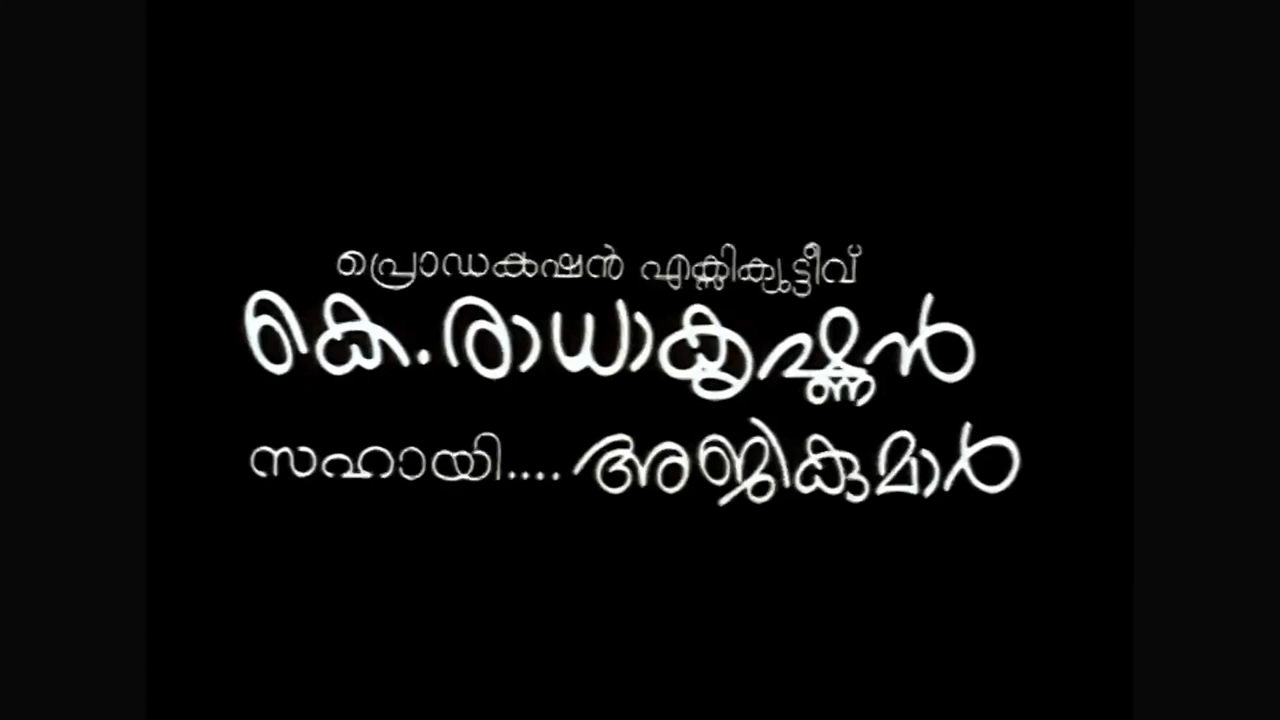 പ്രൊഡക്ഷൻ എക്സിക്യുട്ടീവ്
കെ.രാധാകൃഷ്ണൻ
സഹായി.... അജികുമാർ